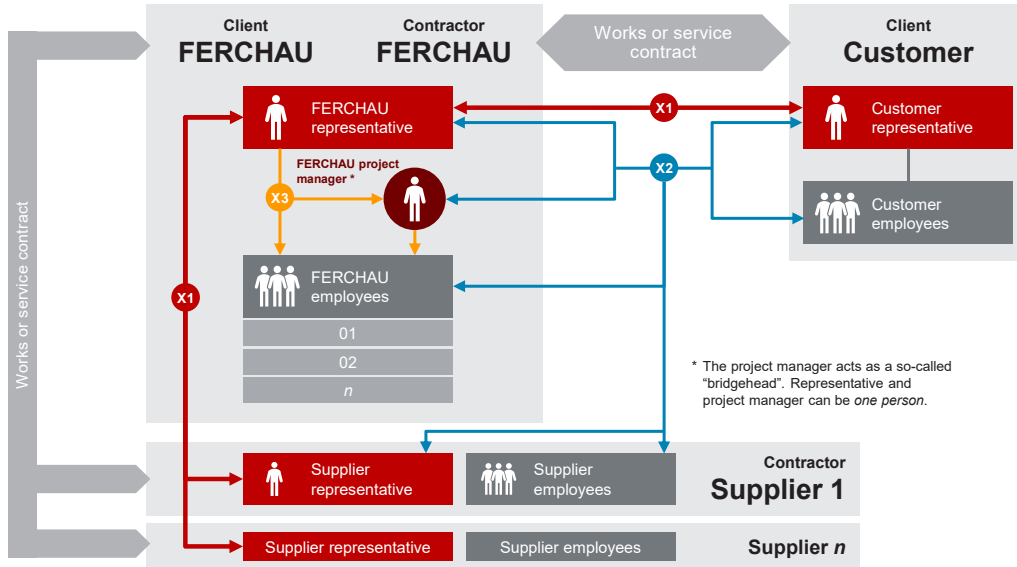 Client
FERCHAU
Contractor
FERCHAU
Works or service
contract
Client
Customer
FERCHAU
representative
X1
Customer
representative
FERCHAU project
manager *
X3
X2
Customer
employees
FERCHAU
employees
01
02
n
X1
Works or service contract
* The project manager acts as a so-called
“bridgehead”. Representative and
project manager can be one person.
Supplier
representative
Supplier
employees
Contractor
Supplier 1
Supplier representative
Supplier employees
Supplier n